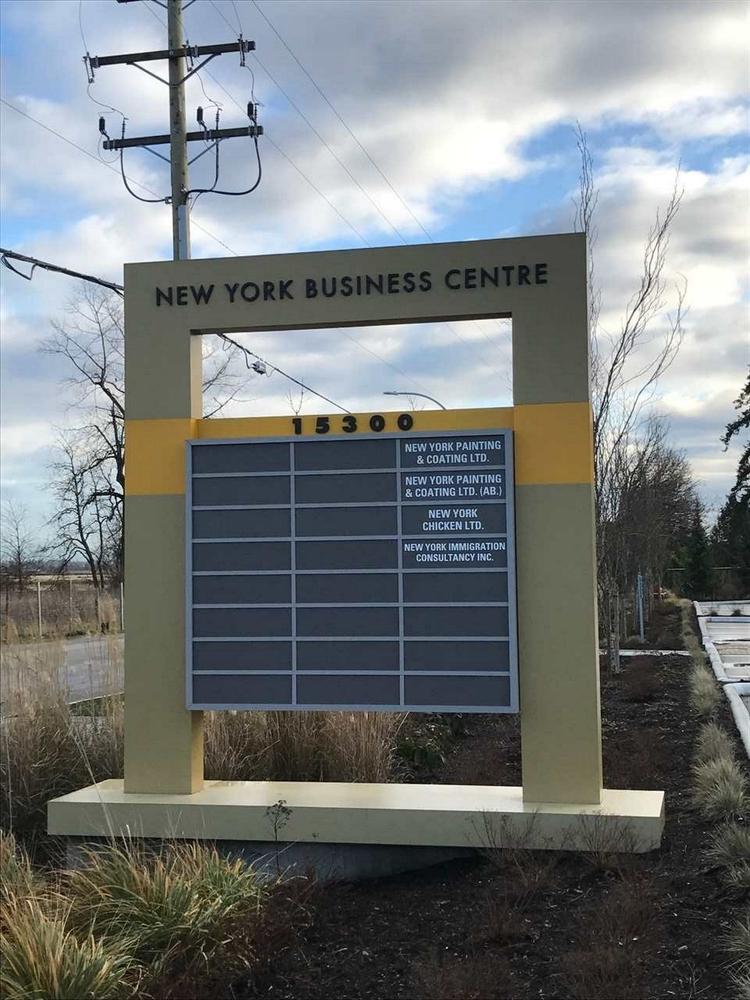 NEW YORK BUSINESS CENTRE
15300
NEW YORK PAINTING
& COATING LTD.
NEW YORK PAINTING
& COATING LTD. (AB.)
NEW YORK
CHICKEN LTD.
NEW YORK IMMIGRATION
CONSULTANCY INC.